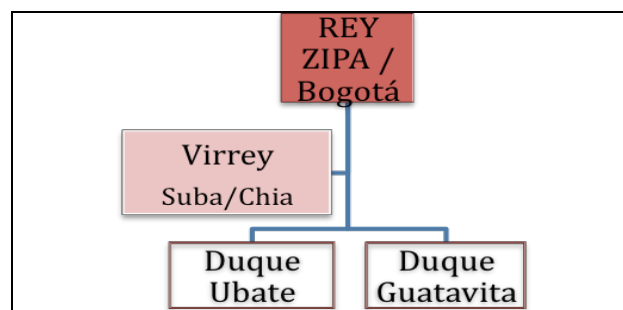 REY
ZIPA /
Bogotá
Virrey
Suba/Chia
Duque
Ubate
Duque
Guatavita